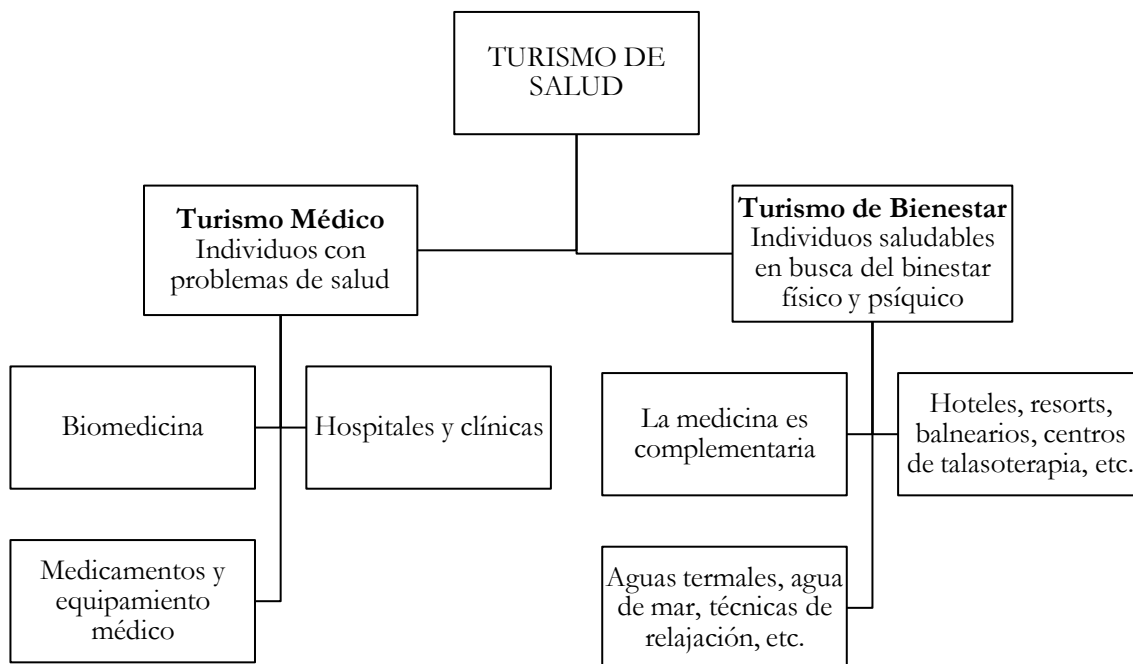 TURISMO DE
SALUD
Turismo Médico
Individuos con
problemas de salud
Turismo de Bienestar
Individuos saludables
en busca del binestar
físico y psíquico
Biomedicina
Hospitales y clínicas
La medicina es
complementaria
Hoteles, resorts,
balnearios, centros
de talasoterapia, etc.
Medicamentos y
equipamiento
médico
Aguas termales, agua
de mar, técnicas de
relajación, etc.